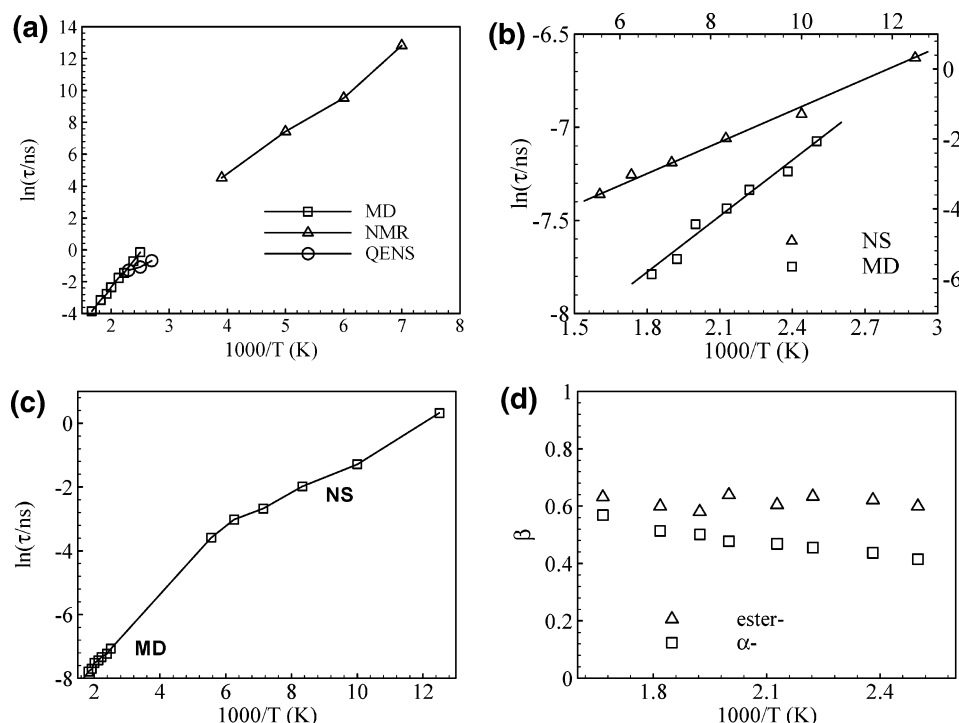 (a)
14
12
10
8
6
4
2
0
-2
-4
ln(τ/ns)
MD
NMR
QENS
2 3 4 5 6 7 8
1000/T (K)
(b)
6 8 10 12
-6.5
-7
-7.5
-8
ln(τ/ns)
0
-2
-4
-6
NS
MD
1.5 1.8 2.1 2.4 2.7 3
1000/T (K)
(c)
0
-2
-4
-6
-8
ln(τ/ns)
NS
MD
2 4 6 8 10 12
1000/T (K)
(d)
1
0.8
0.6
0.4
0.2
0
β
ester-
α-
1.8 2.1 2.4
1000/T (K)